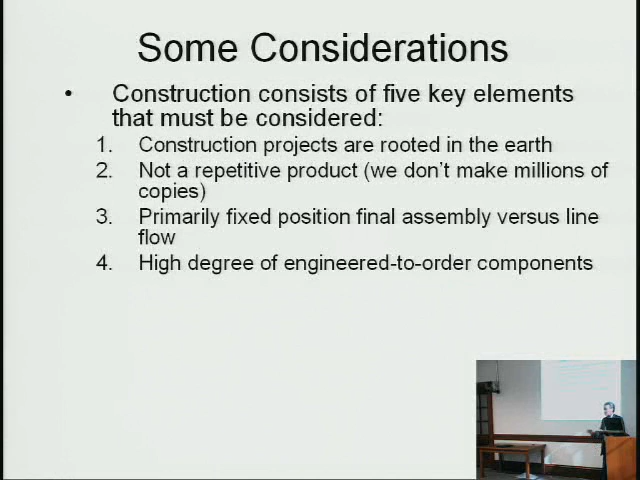 Some Considerations
• Construction consists of five key elements
that must be considered:
1. Construction projects are rooted in the earth
2. Not a repetitive product (we don't make millions of
copies)
3. Primarily fixed position final assembly versus line
flow
4. High degree of engineered-to-order components